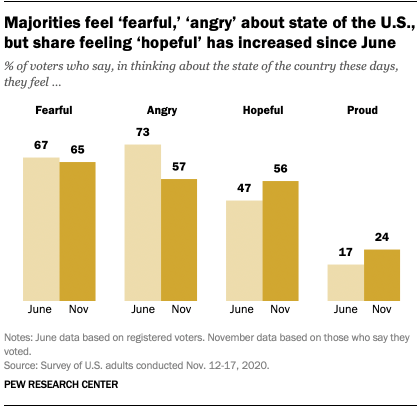 Majorities feel ‘fearful,’ ‘angry’ about state of the U.S.,
but share feeling ‘hopeful’ has increased since June
% of voters who say, in thinking about the state of the country these days,
they feel ...
Fearful Angry Hopeful Proud
67 65 73 57 47 56 17 24
June Nov June Nov June Nov June Nov
Notes: June data based on registered voters. November data based on those who say they
voted.
Source: Survey of U.S. adults conducted Nov. 12-17, 2020.
PEW RESEARCH CENTER